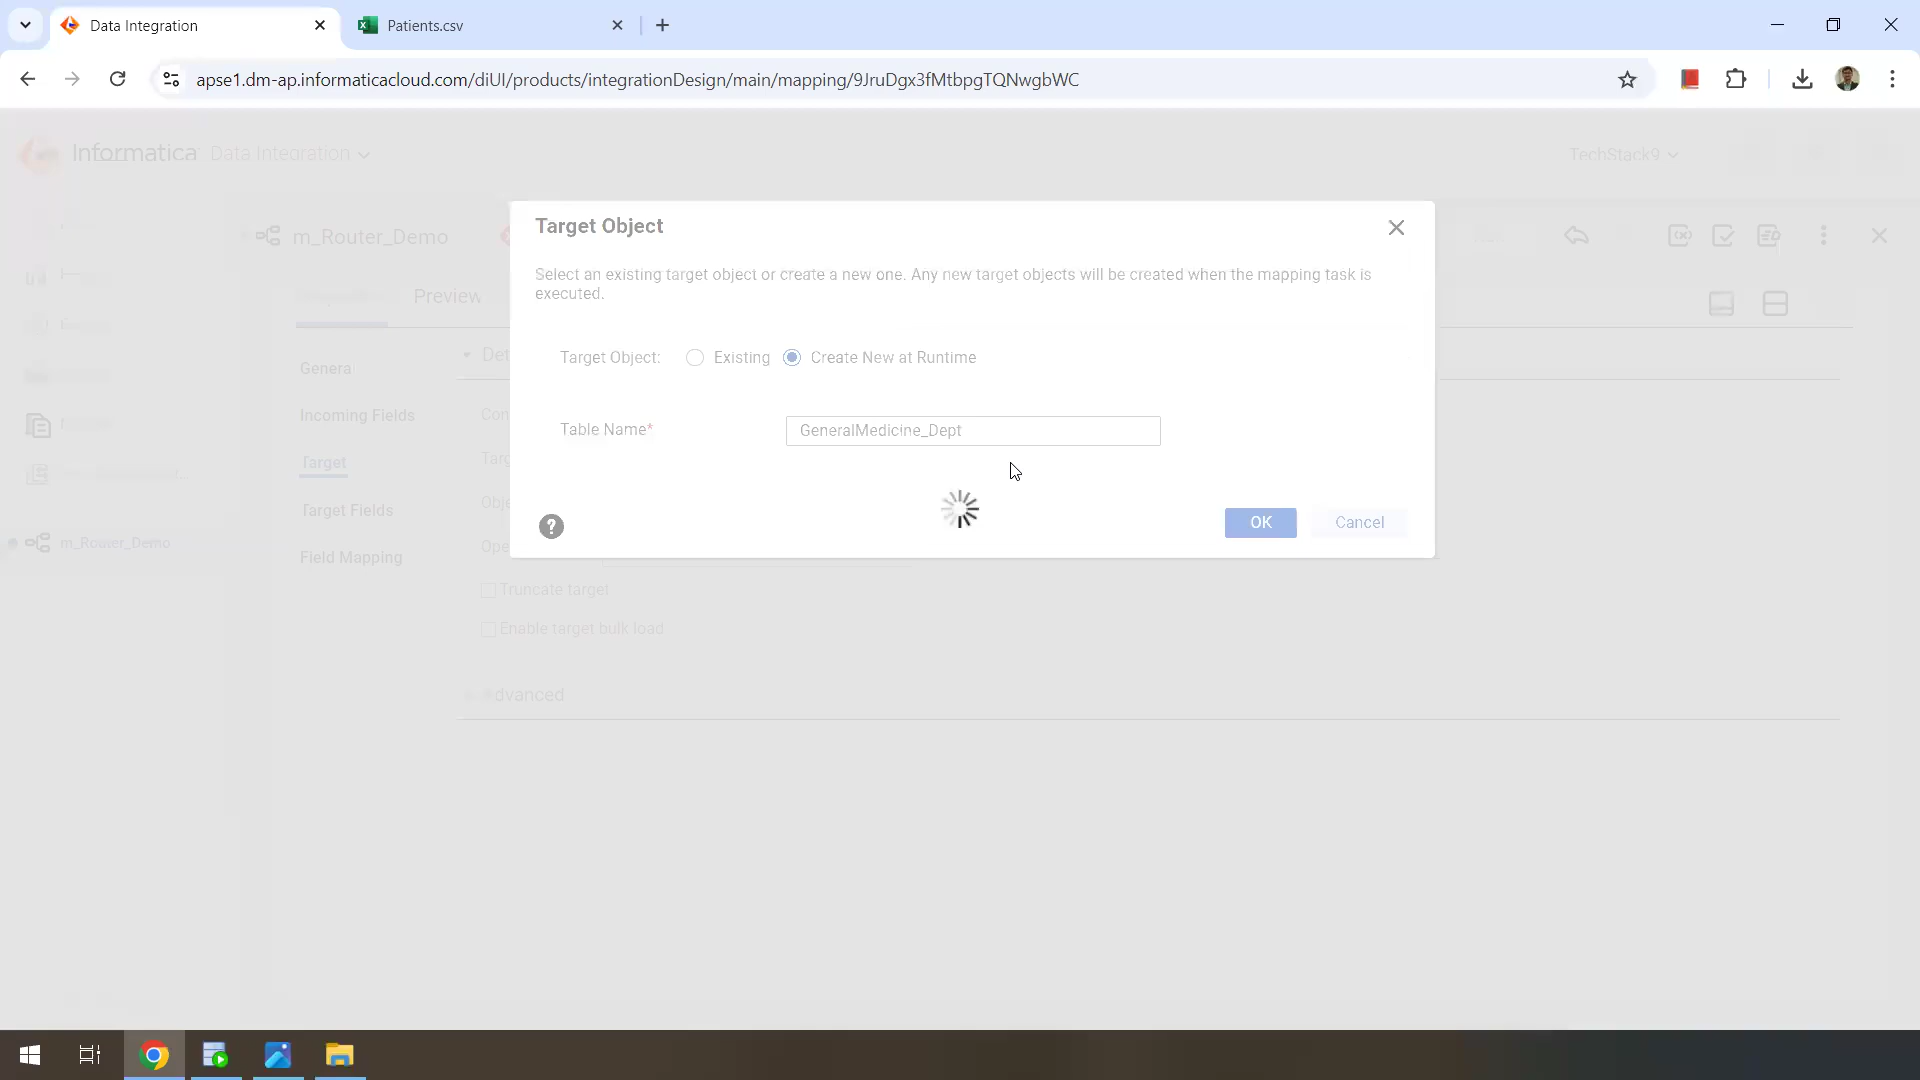 Data Integration
Patients.csv
apse1.dm-ap.informaticacloud.com/diUI/products/integrationDesign/main/mapping/9JruDgx3fMtbpgTQNwgbWC
Informatica Data Integration
TechStack9
m_Router_Demo
Target Object
Select an existing target object or create a new one. Any new target objects will be created when the mapping task is
executed.
Preview
Target Object: Existing Create New at Runtime
Genera
Incoming Fields
Table Name* GeneralMedicine_Dept
Target
Target Fields
OK Cancel
m_Router_Demo
Field Mapping
Truncate target
Enable target bulk load
dvanced